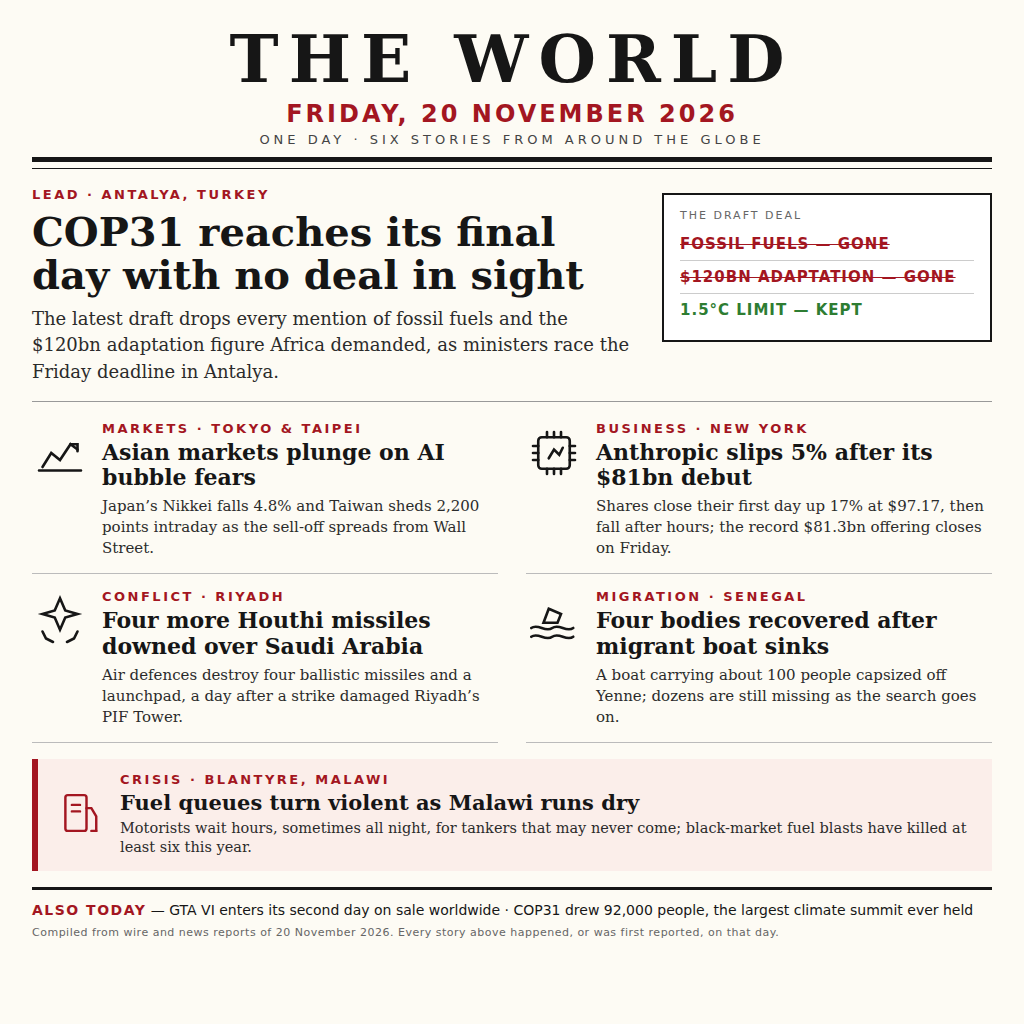 THE WORLD
FRIDAY, 20 NOVEMBER 2026
ONE DAY · SIX STORIES FROM AROUND THE GLOBE
LEAD · ANTALYA, TURKEY
COP31 reaches its final
day with no deal in sight
The latest draft drops every mention of fossil fuels and the
$120bn adaptation figure Africa demanded, as ministers race the
Friday deadline in Antalya.
THE DRAFT DEAL
FOSSIL FUELS — GONE
$120BN ADAPTATION — GONE
1.5°C LIMIT — KEPT
MARKETS · TOKYO & TAIPEI
Asian markets plunge on AI
bubble fears
Japan’s Nikkei falls 4.8% and Taiwan sheds 2,200
points intraday as the sell-off spreads from Wall
Street.
BUSINESS · NEW YORK
Anthropic slips 5% after its
$81bn debut
Shares close their first day up 17% at $97.17, then
fall after hours; the record $81.3bn offering closes
on Friday.
CONFLICT · RIYADH
Four more Houthi missiles
downed over Saudi Arabia
Air defences destroy four ballistic missiles and a
launchpad, a day after a strike damaged Riyadh’s
PIF Tower.
MIGRATION · SENEGAL
Four bodies recovered after
migrant boat sinks
A boat carrying about 100 people capsized off
Yenne; dozens are still missing as the search goes
on.
CRISIS · BLANTYRE, MALAWI
Fuel queues turn violent as Malawi runs dry
Motorists wait hours, sometimes all night, for tankers that may never come; black-market fuel blasts have killed at
least six this year.
ALSO TODAY — GTA VI enters its second day on sale worldwide · COP31 drew 92,000 people, the largest climate summit ever held
Compiled from wire and news reports of 20 November 2026. Every story above happened, or was first reported, on that day.